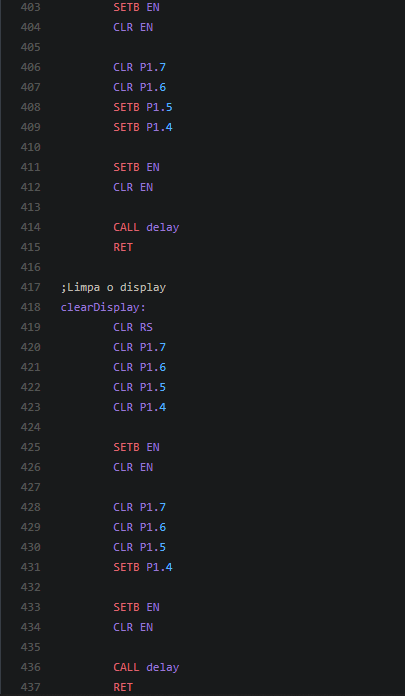 403 SETB EN
404 CLR EN
405
406 CLR P1.7
407 CLR P1.6
408 SETB P1.5
409 SETB P1.4
410
411 SETB EN
412 CLR EN
413
414 CALL delay
415 RET
416
417 ;Limpa o display
418 clearDisplay:
419 CLR RS
420 CLR P1.7
421 CLR P1.6
422 CLR P1.5
423 CLR P1.4
424
425 SETB EN
426 CLR EN
427
428 CLR P1.7
429 CLR P1.6
430 CLR P1.5
431 SETB P1.4
432
433 SETB EN
434 CLR EN
435
436 CALL delay
437 RET